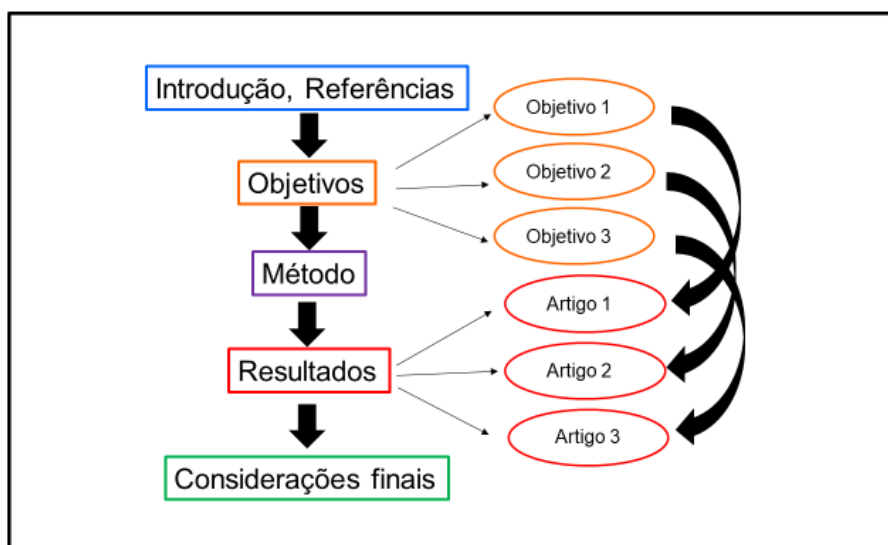 Introdução, Referências
Objetivos
Método
Resultados
Considerações finais
Objetivo 1
Objetivo 2
Objetivo 3
Artigo 1
Artigo 2
Artigo 3